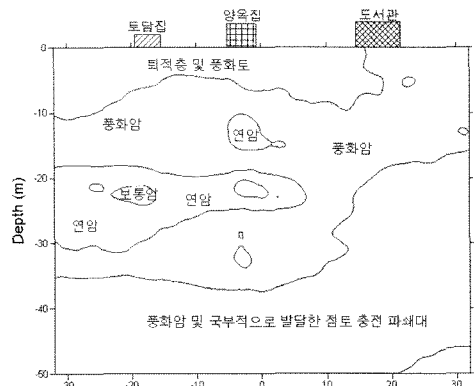 토담집 양옥집 도서관
0
퇴적층 및 풍화토
-10
풍화암
연암
풍화암
-20
보통암
연암
연암
-30
-40
풍화암 및 국부적으로 발달한 점토 충전 파쇄대
-50
-30 -20 -10 0 10 20 30
Depth (m)